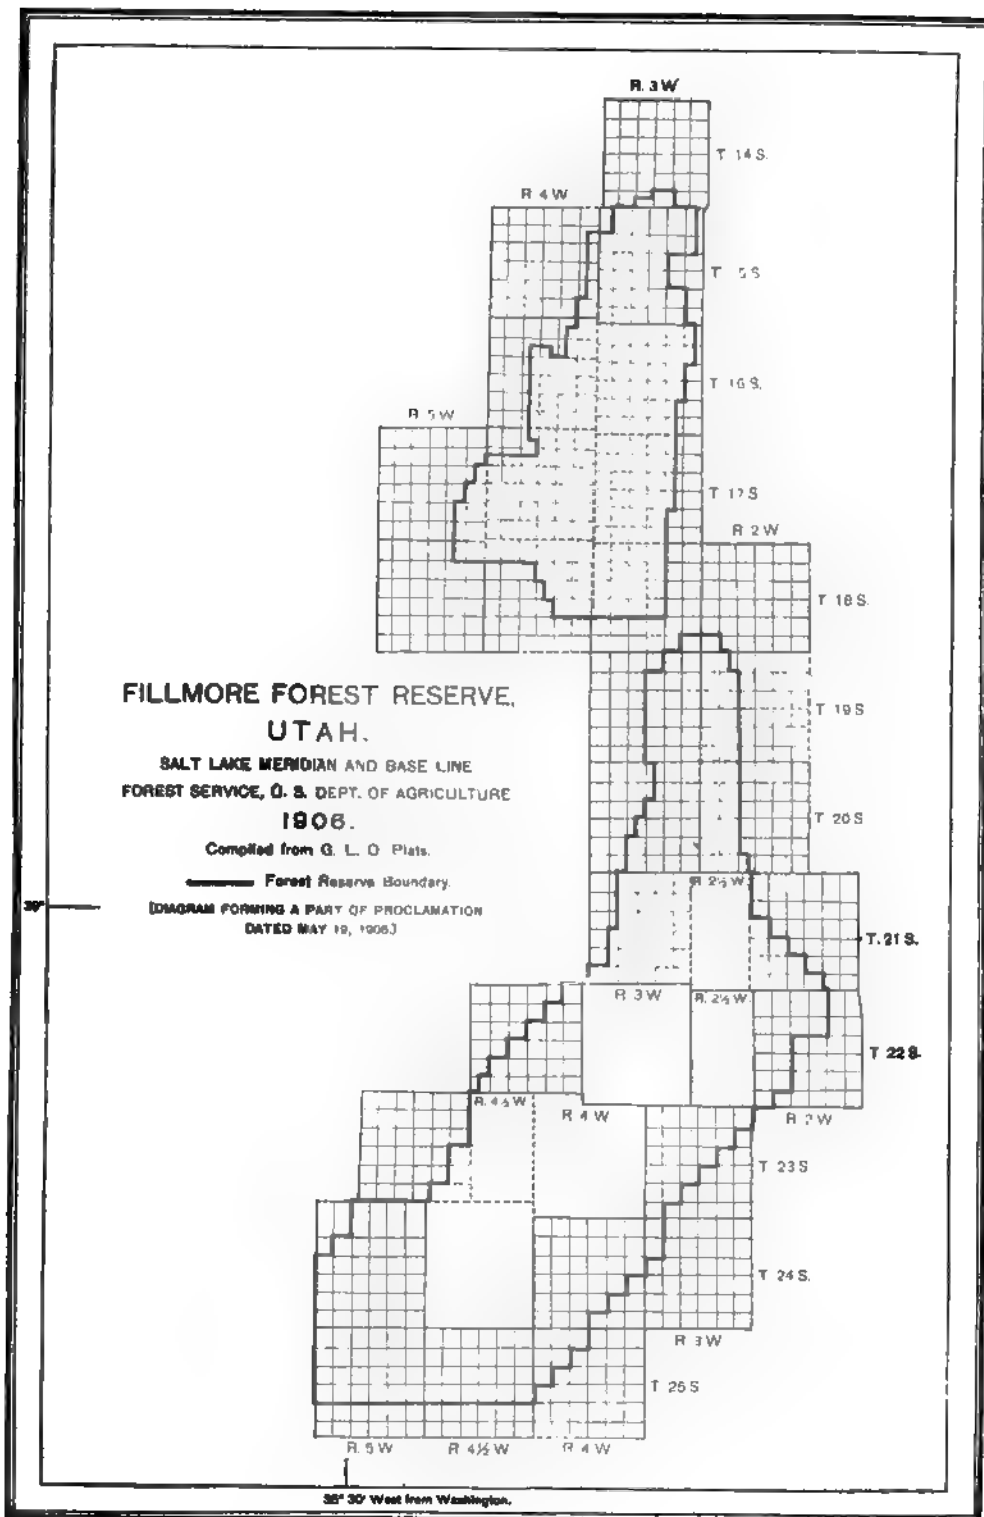 R. 3 W
T 14 S.
R. 4 W
T 15 S
T 16 S.
R. 5 W
T 17 S
R. 2 W
T 18 S.
FILLMORE FOREST RESERVE,
UTAH.
SALT LAKE MERIDIAN AND BASE LINE
FOREST SERVICE, U. S. DEPT. OF AGRICULTURE
1906.
Compiled from G. L. O Plats.
Forest Reserve Boundary.
[DIAGRAM FORMING A PART OF PROCLAMATION
DATED MAY 19, 1906.]
T 19 S
T 20 S
R 2½ W
39°
T. 21 S.
R 3 W
R. 2½ W
T 22 S.
R. 4½ W
R 4 W
R 2 W
T 23 S
T 24 S.
R 3 W
T 25 S
R. 5 W
R 4½ W
R 4 W
35° 30' West from Washington.